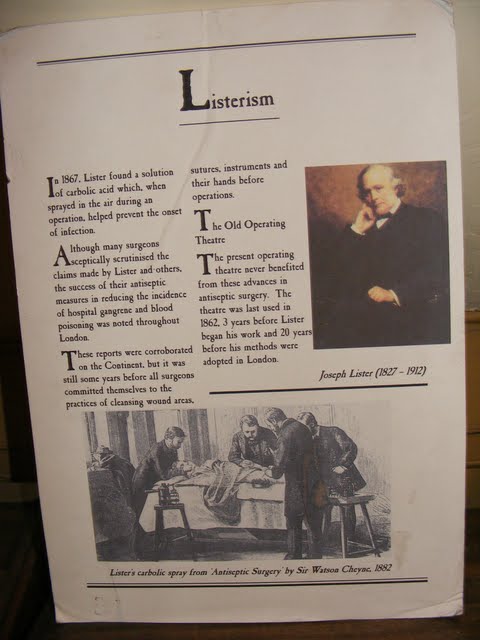 Listerism
In 1867, Lister found a solution
of carbolic acid which, when
sprayed in the air during an
operation, helped prevent the onset
of infection.
Although many surgeons
sceptically scrutinised the
claims made by Lister and others,
the success of their antiseptic
measures in reducing the incidence
of hospital gangrene and blood
poisoning was noted throughout
London.
These reports were corroborated
on the Continent, but it was
still some years before all surgeons
committed themselves to the
practices of cleansing wound areas,
sutures, instruments and
their hands before
operations.
The Old Operating
Theatre
The present operating
theatre never benefited
from these advances in
antiseptic surgery. The
theatre was last used in
1862, 3 years before Lister
began his work and 20 years
before his methods were
adopted in London.
Joseph Lister (1827 - 1912)
Lister's carbolic spray from 'Antiseptic Surgery' by Sir Watson Cheyne, 1882